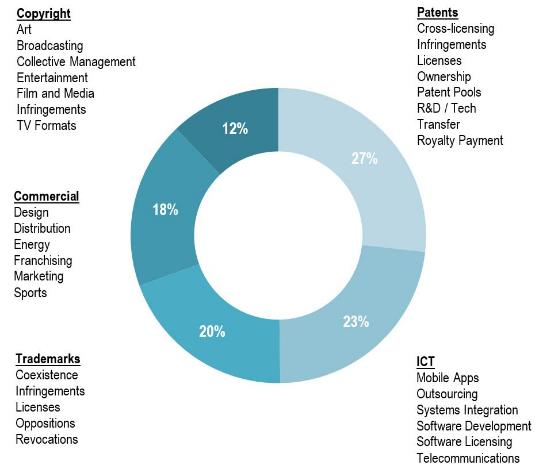 Copyright
Art
Broadcasting
Collective Management
Entertainment
Film and Media
Infringements
TV Formats
Patents
Cross-licensing
Infringements
Licenses
Ownership
Patent Pools
R&D / Tech
Transfer
Royalty Payment
12%
27%
Commercial
Design
Distribution
Energy
Franchising
Marketing
Sports
18%
20%
23%
Trademarks
Coexistence
Infringements
Licenses
Oppositions
Revocations
ICT
Mobile Apps
Outsourcing
Systems Integration
Software Development
Software Licensing
Telecommunications